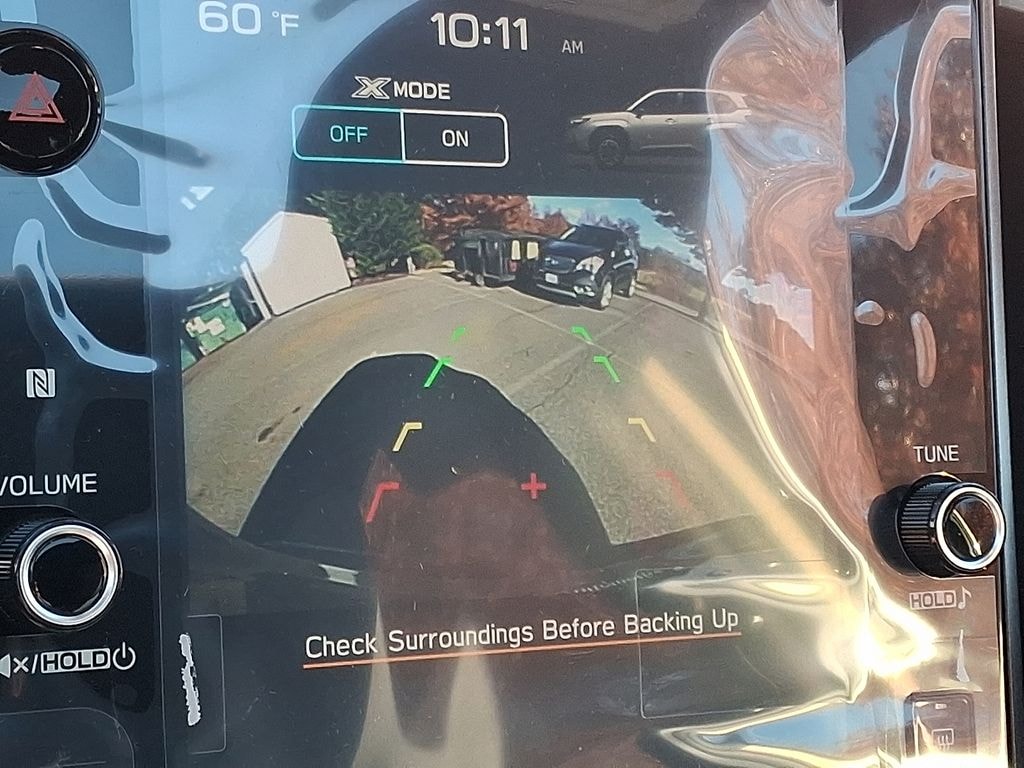 60 °F
10:11 AM
X MODE
OFF ON
N
VOLUME
TUNE
HOLD
/HOLD
Check Surroundings Before Backing Up